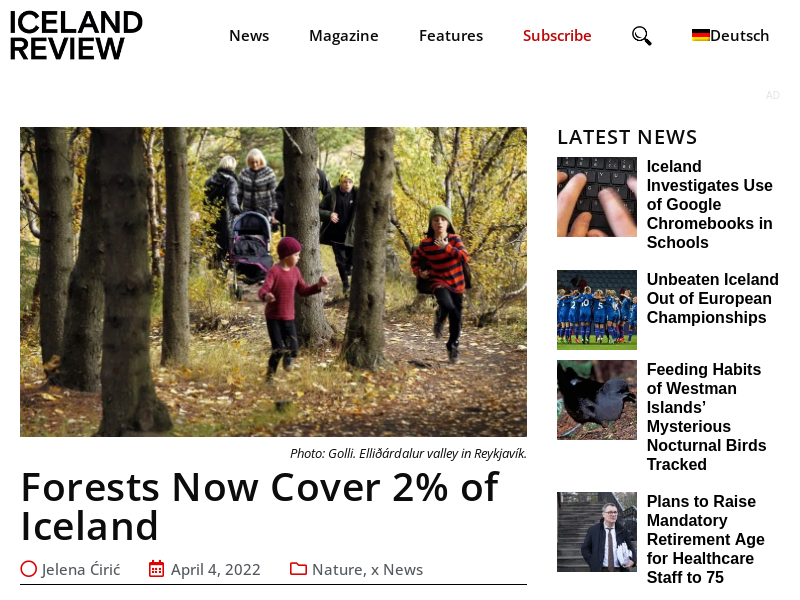 ICELAND
REVIEW
News
Magazine
Features
Subscribe
Deutsch
AD
Photo: Golli. Elliðárdalur valley in Reykjavík.
Forests Now Cover 2% of
Iceland
Jelena Ćirić
April 4, 2022
Nature, x News
LATEST NEWS
Iceland
Investigates Use
of Google
Chromebooks in
Schools
Unbeaten Iceland
Out of European
Championships
Feeding Habits
of Westman
Islands’
Mysterious
Nocturnal Birds
Tracked
Plans to Raise
Mandatory
Retirement Age
for Healthcare
Staff to 75